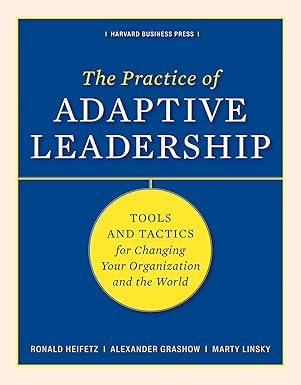 | HARVARD BUSINESS PRESS |
The Practice of
ADAPTIVE
LEADERSHIP
TOOLS
AND TACTICS
for Changing
Your Organization
and the World
RONALD HEIFETZ | ALEXANDER GRASHOW | MARTY LINSKY